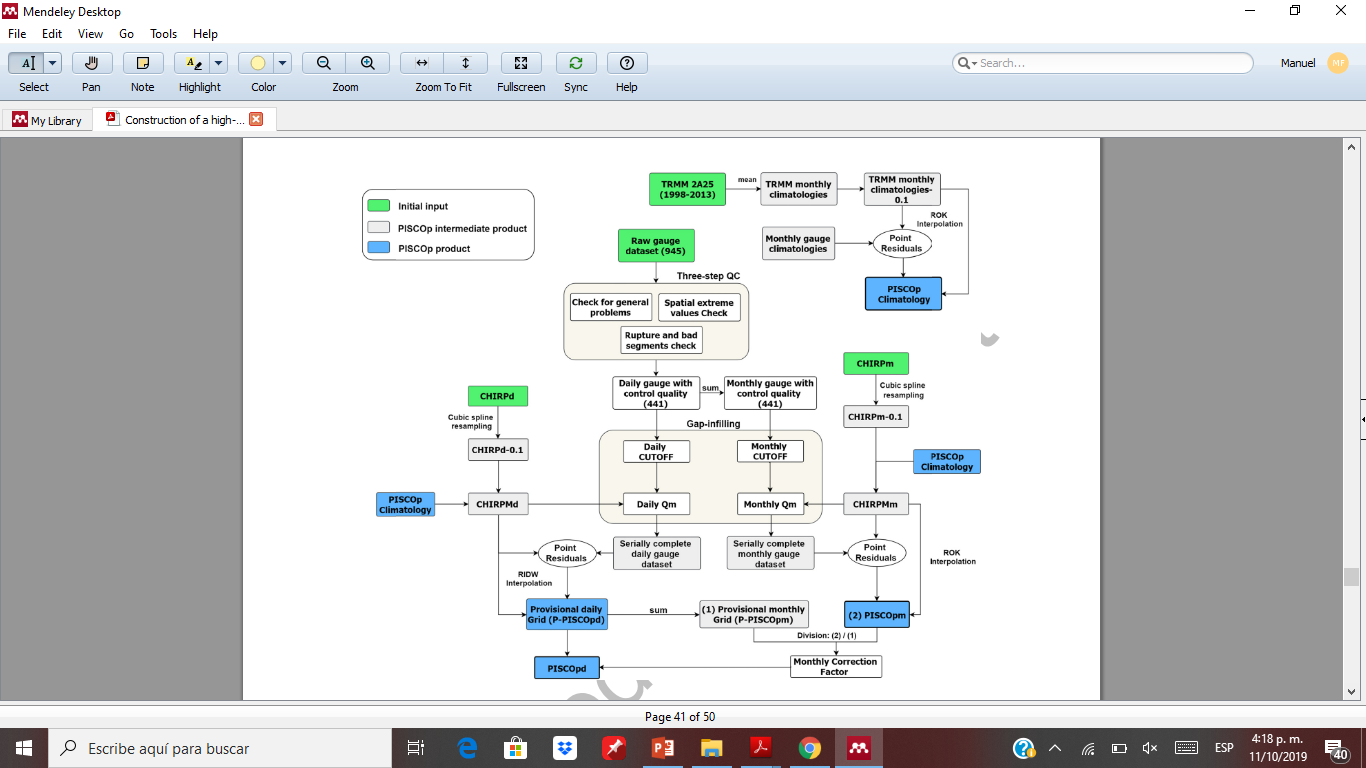 Mendeley Desktop
File Edit View Go Tools Help
Search...
Manuel
MF
Select Pan Note Highlight Color Zoom Zoom To Fit Fullscreen Sync Help
My Library
Construction of a high-...
Initial input
PISCOp intermediate product
PISCOp product
TRMM 2A25
(1998-2013)
mean
TRMM monthly
climatologies
TRMM monthly
climatologies-
0.1
ROK
Interpolation
Raw gauge
dataset (945)
Monthly gauge
climatologies
Point
Residuals
PISCOp
Climatology
Three-step QC
Check for general
problems
Spatial extreme
values Check
Rupture and bad
segments check
Daily gauge with
control quality
(441)
sum
Monthly gauge with
control quality
(441)
CHIRPm
Cubic spline
resampling
CHIRPm-0.1
CHIRPd
Cubic spline
resampling
CHIRPd-0.1
Gap-infilling
Daily
CUTOFF
Monthly
CUTOFF
PISCOp
Climatology
PISCOp
Climatology
CHIRPMd
Daily Qm
Monthly Qm
CHIRPMm
Point
Residuals
Serially complete
daily gauge
dataset
Serially complete
monthly gauge
dataset
Point
Residuals
ROK
Interpolation
RIDW
Interpolation
Provisional daily
Grid (P-PISCOpd)
sum
(1) Provisional monthly
Grid (P-PISCOpm)
(2) PISCOpm
Division: (2) / (1)
PISCOpd
Monthly Correction
Factor
Page 41 of 50
Escribe aquí para buscar
ESP
4:18 p. m.
11/10/2019
40